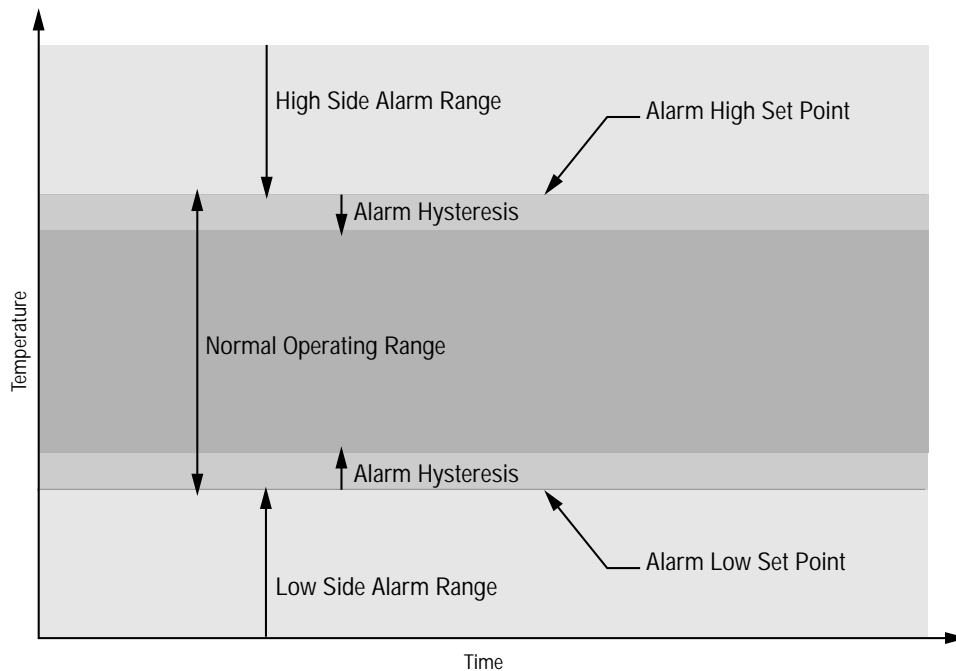 High Side Alarm Range
Alarm High Set Point
Alarm Hysteresis
Normal Operating Range
Temperature
Alarm Hysteresis
Alarm Low Set Point
Low Side Alarm Range
Time